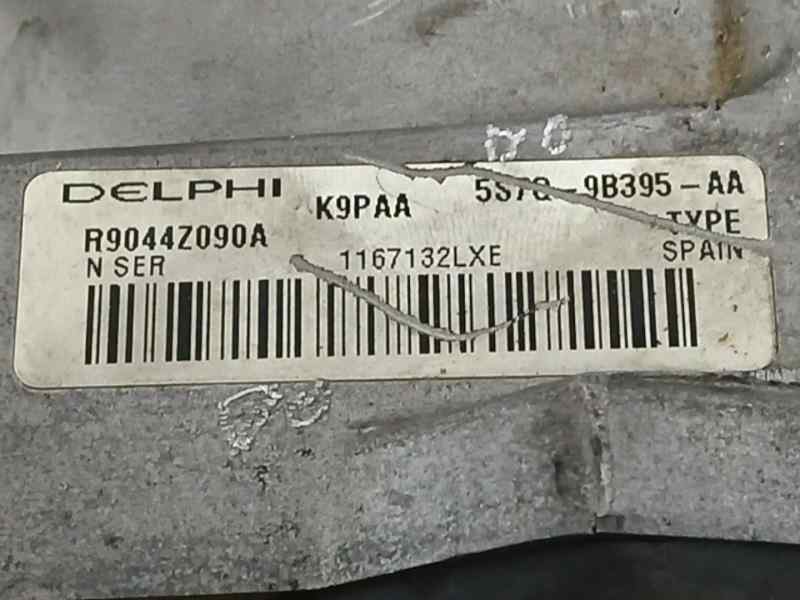 DELPHI K9PAA 5S7Q-9B395-AA
R9044Z090A TYPE
N SER 1167132LXE SPAIN